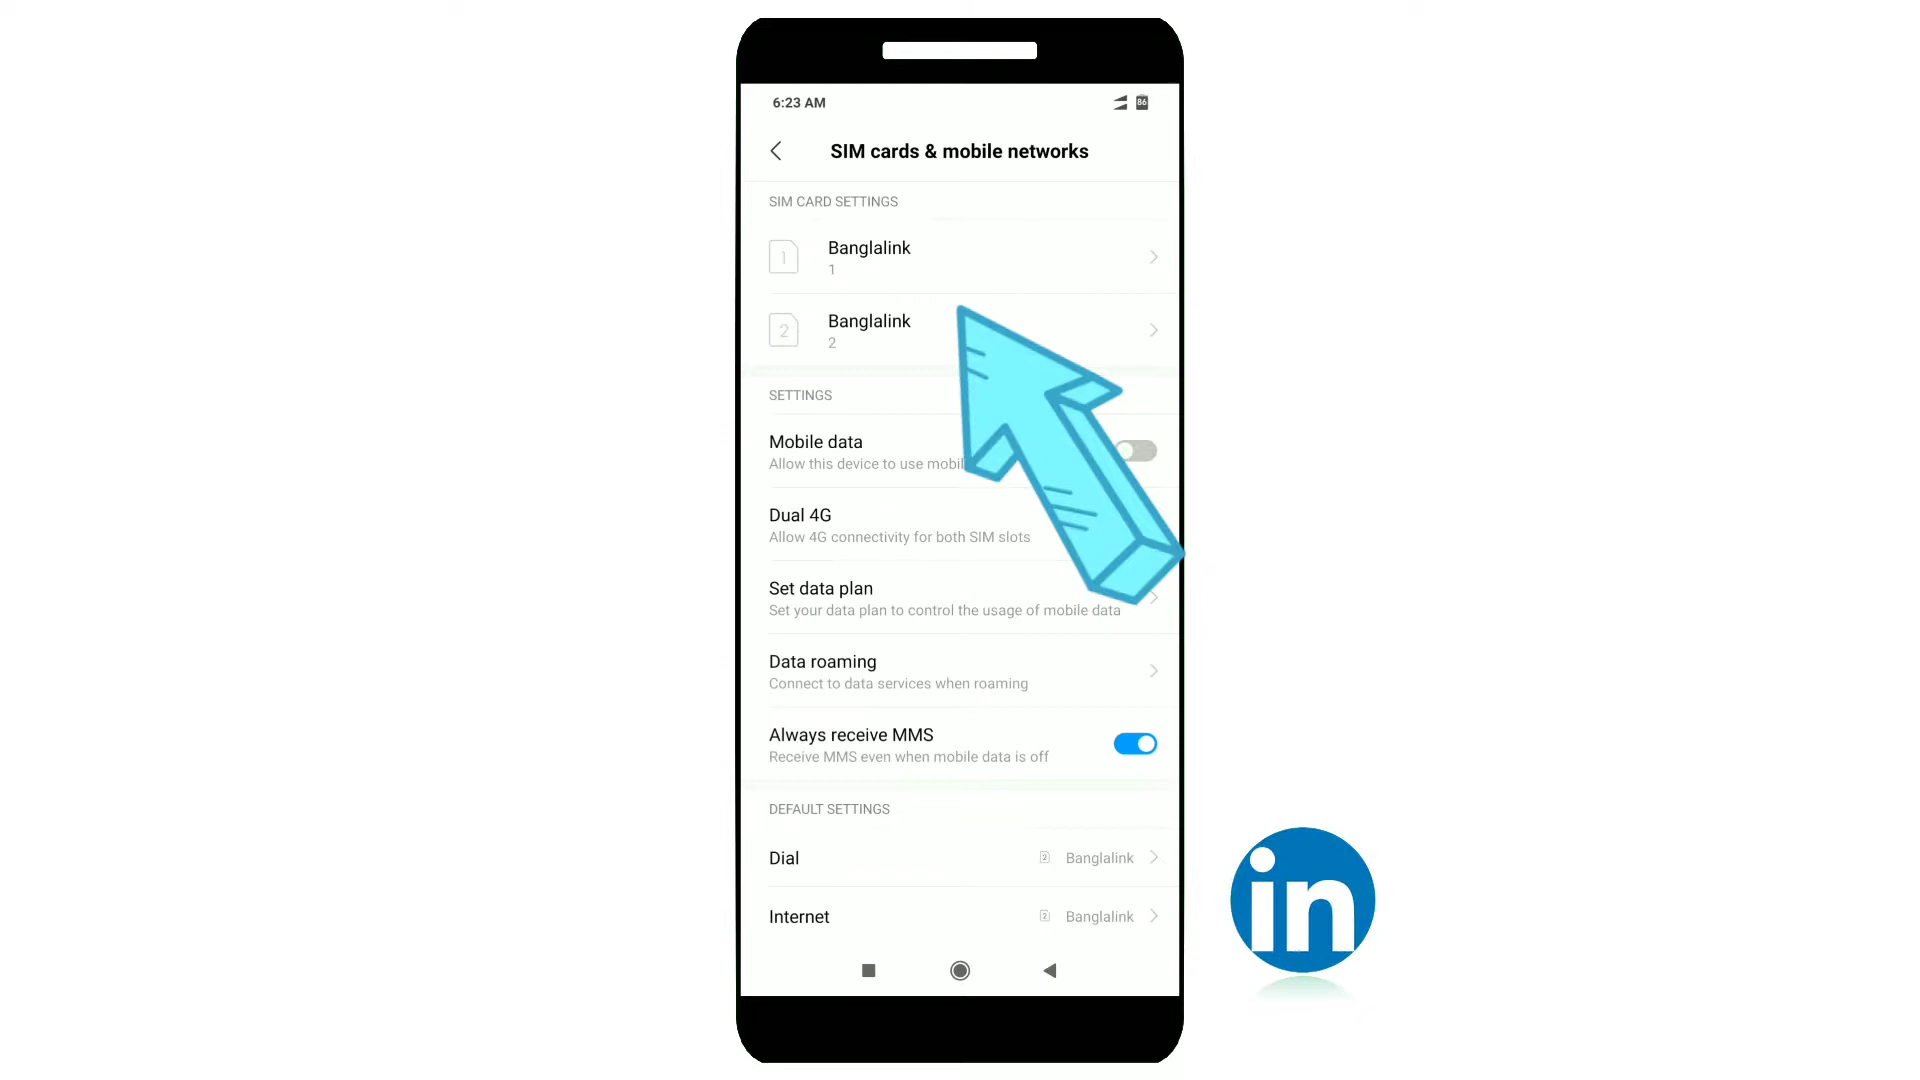 6:23 AM
86
SIM cards & mobile networks
SIM CARD SETTINGS
1
Banglalink
1
2
Banglalink
2
SETTINGS
Mobile data
Allow this device to use
Dual 4G
Allow 4G connectivity for both SIM slots
Set data plan
Set your data plan to control the usage of mobile data
Data roaming
Connect to data services when roaming
Always receive MMS
Receive MMS even when mobile data is off
DEFAULT SETTINGS
Dial 2 Banglalink
Internet 2 Banglalink
in